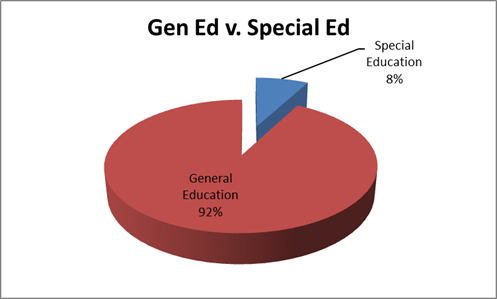 Gen Ed v. Special Ed
Special
Education
8%
General
Education
92%